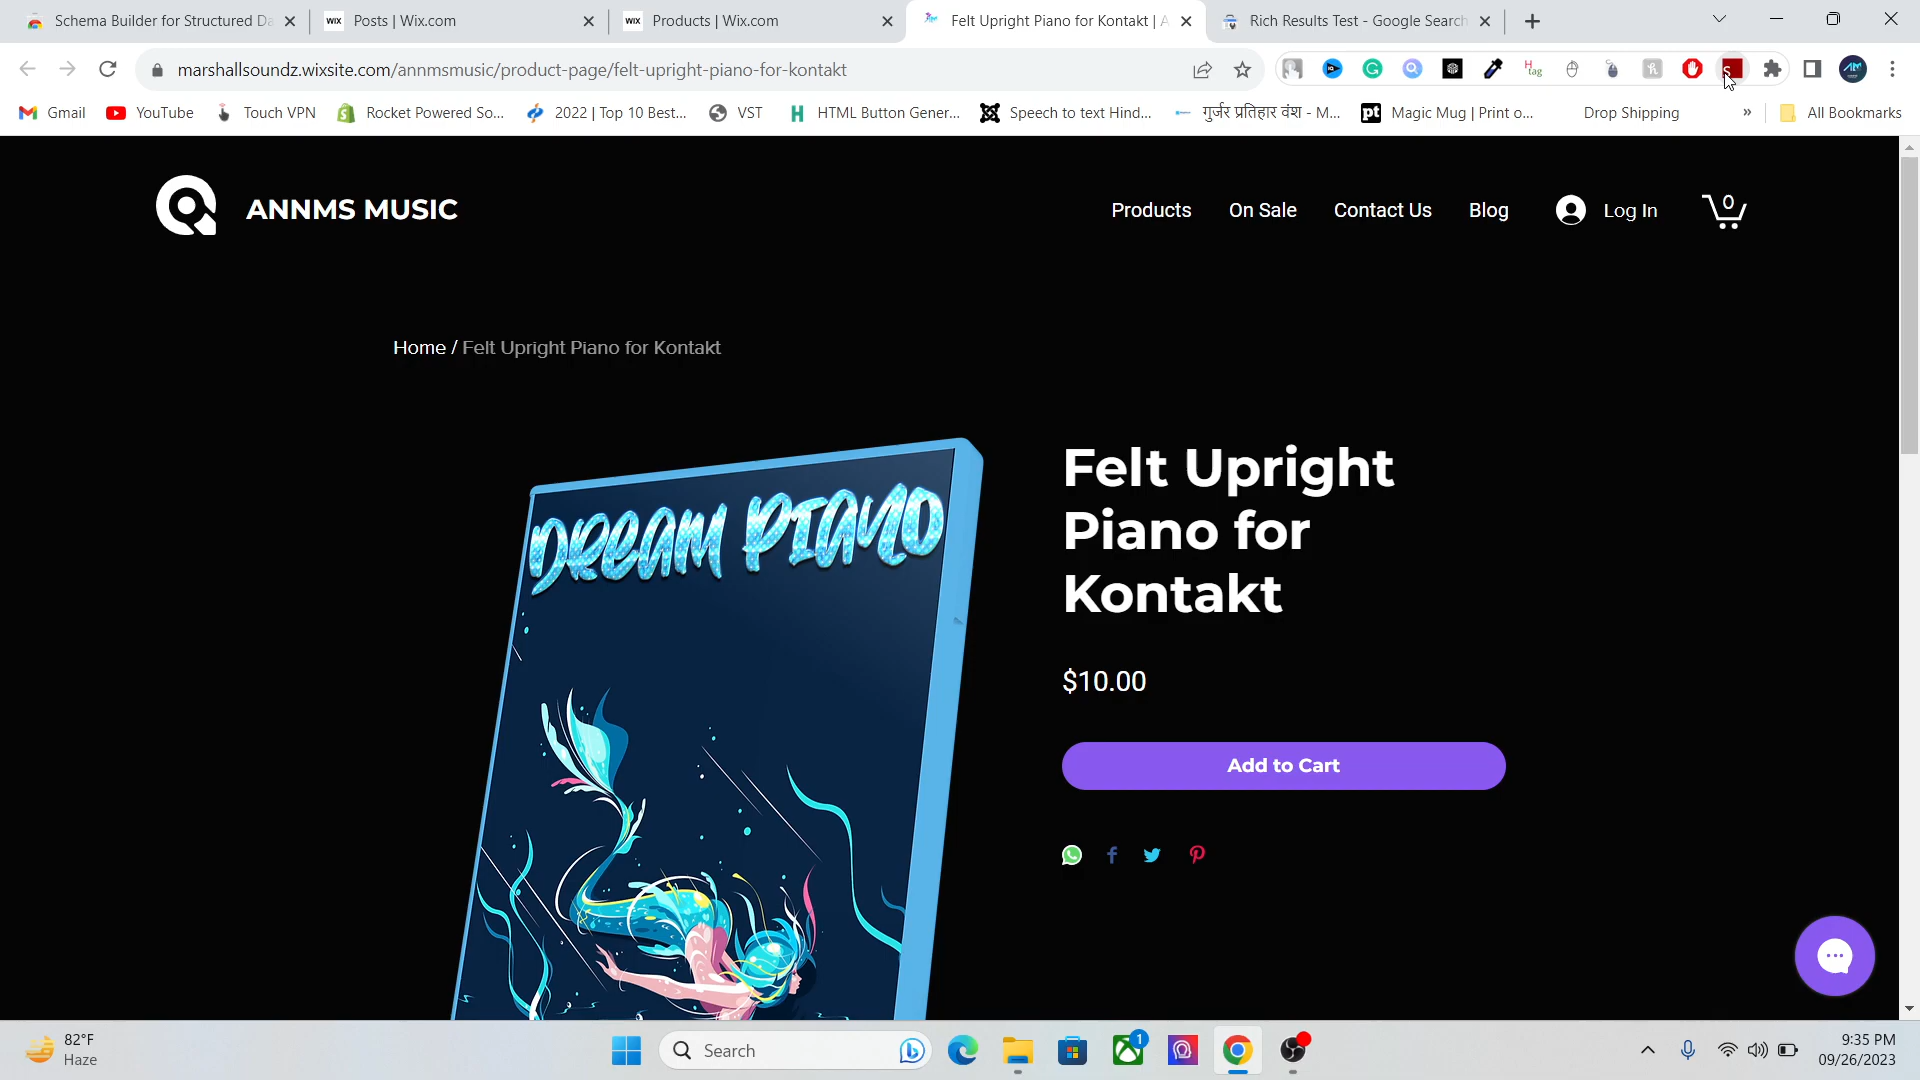 Schema Builder for Structured Da
WIX Posts | Wix.com
WIX Products | Wix.com
Felt Upright Piano for Kontakt | A
Rich Results Test - Google Search
marshallsoundz.wixsite.com/annmsmusic/product-page/felt-upright-piano-for-kontakt
Gmail
YouTube
Touch VPN
Rocket Powered So...
2022 | Top 10 Best...
VST
HTML Button Gener...
Speech to text Hind...
गुर्जर प्रतिहार वंश - M...
pt Magic Mug | Print o...
Drop Shipping
»
All Bookmarks
ANNMS MUSIC
Products
On Sale
Contact Us
Blog
Log In
0
Home / Felt Upright Piano for Kontakt
DREAM PIANO
Felt Upright
Piano for
Kontakt
$10.00
Add to Cart
82°F
Haze
Search
1
9:35 PM
09/26/2023